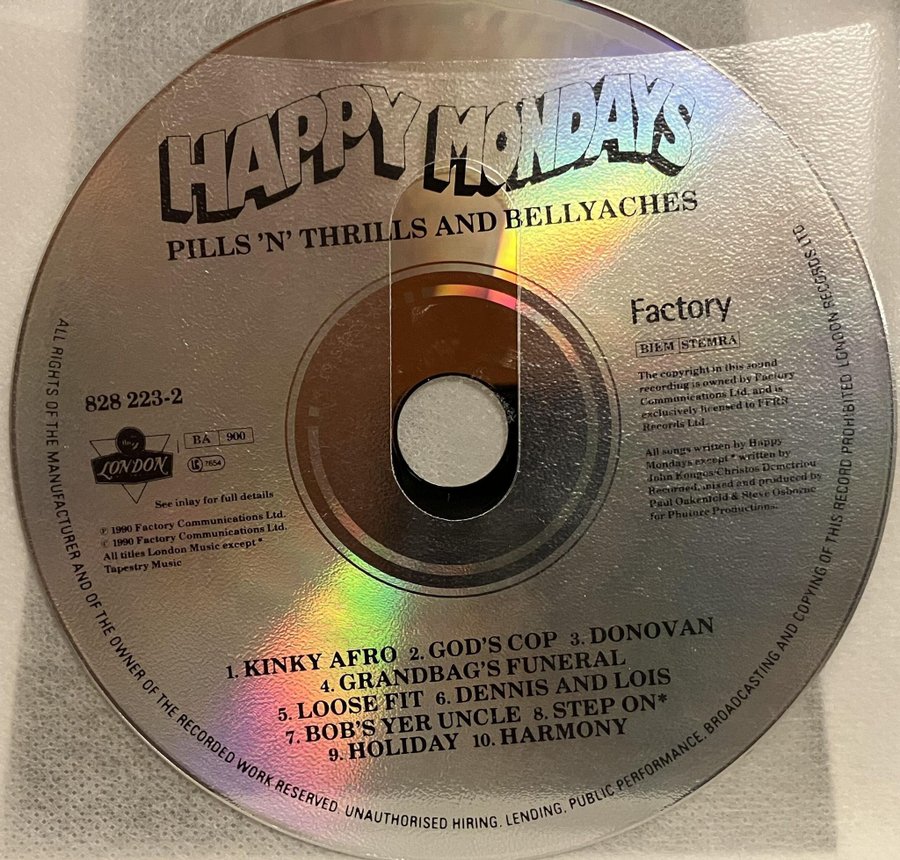 HAPPY MONDAYS
PILLS 'N' THRILLS AND BELLYACHES
Factory
BIEM STEMRA
The copyright in this sound
recording is owned by Factory
Communications Ltd. and is
exclusively licensed to FFRR
Records Ltd.
All songs written by Happy
Mondays except * written by
John Kongos/Christos Demetriou
Recorded, mixed and produced by
Paul Oakenfold & Steve Osborne
for Phuture Productions.
828 223-2
the
LONDON
BA 900
LC 7654
See inlay for full details
℗ 1990 Factory Communications Ltd.
© 1990 Factory Communications Ltd.
All titles London Music except *
Tapestry Music
1. KINKY AFRO 2. GOD'S COP 3. DONOVAN
4. GRANDBAG'S FUNERAL
5. LOOSE FIT 6. DENNIS AND LOIS
7. BOB'S YER UNCLE 8. STEP ON*
9. HOLIDAY 10. HARMONY
ALL RIGHTS OF THE MANUFACTURER AND OF THE OWNER OF THE RECORDED WORK RESERVED. UNAUTHORISED HIRING, LENDING, PUBLIC PERFORMANCE, BROADCASTING AND COPYING OF THIS RECORD PROHIBITED LONDON RECORDS LTD